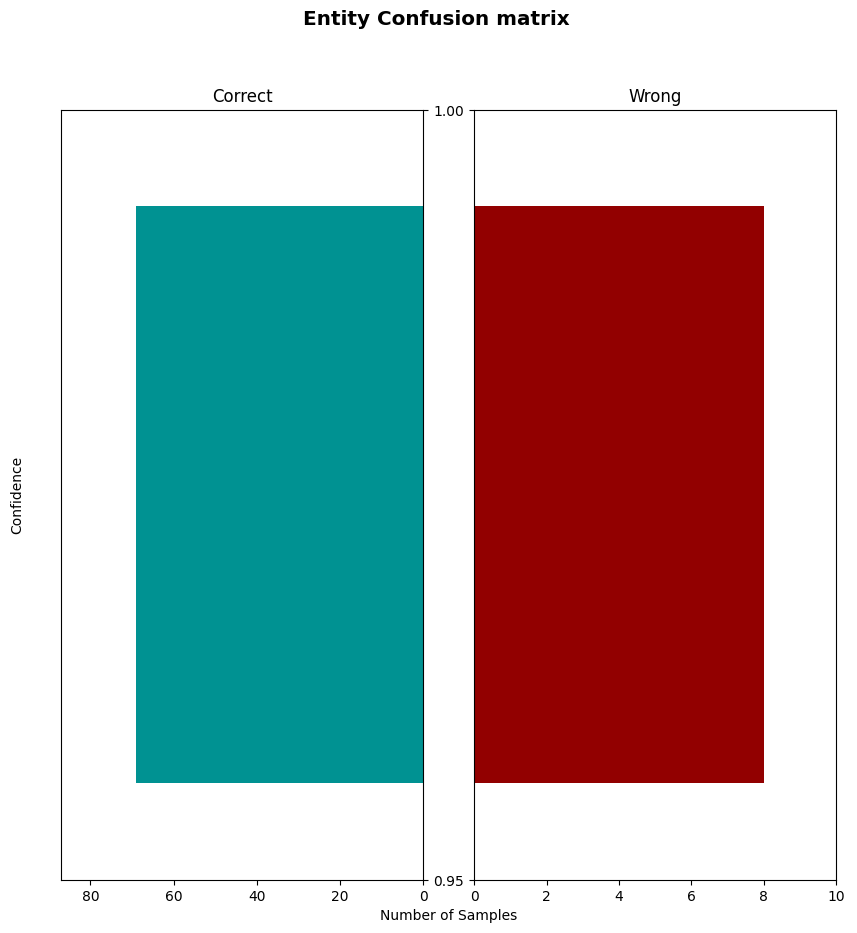 Entity Confusion matrix
Correct
Wrong
1.00
Confidence
0.95
80 60 40 20 0
0 2 4 6 8 10
Number of Samples